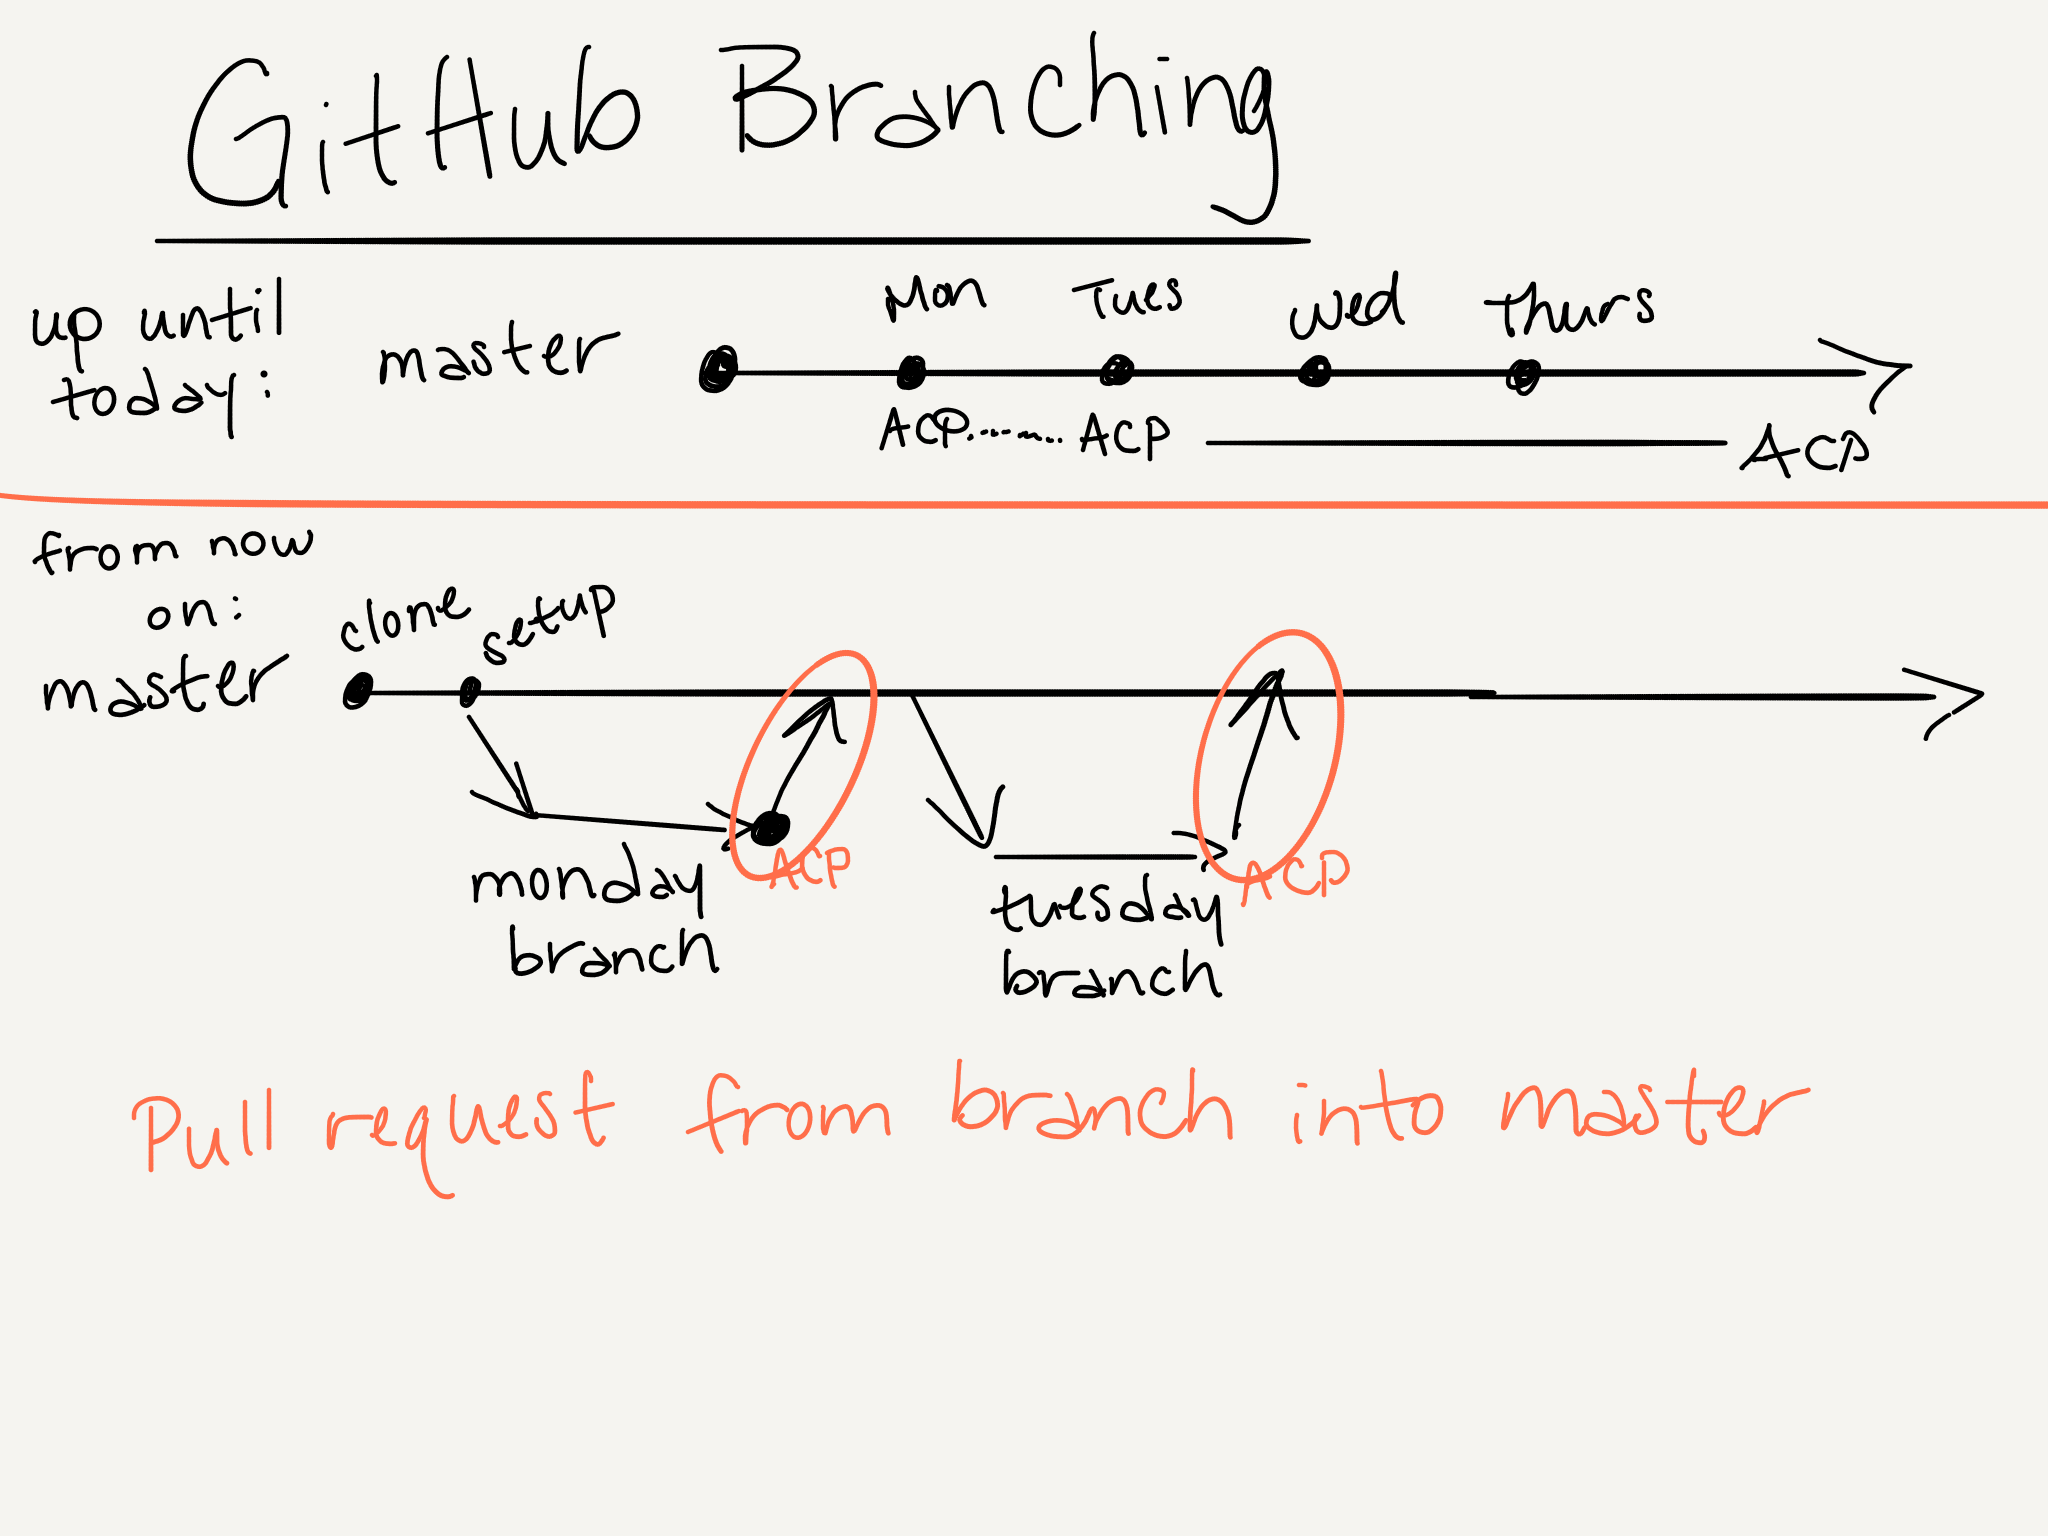 GitHub Branching
up until
today:
master
Mon Tues Wed Thurs
ACP........ ACP ACP
from now
on:
clone setup
master
ACP
monday
branch
ACP
tuesday
branch
Pull request from branch into master